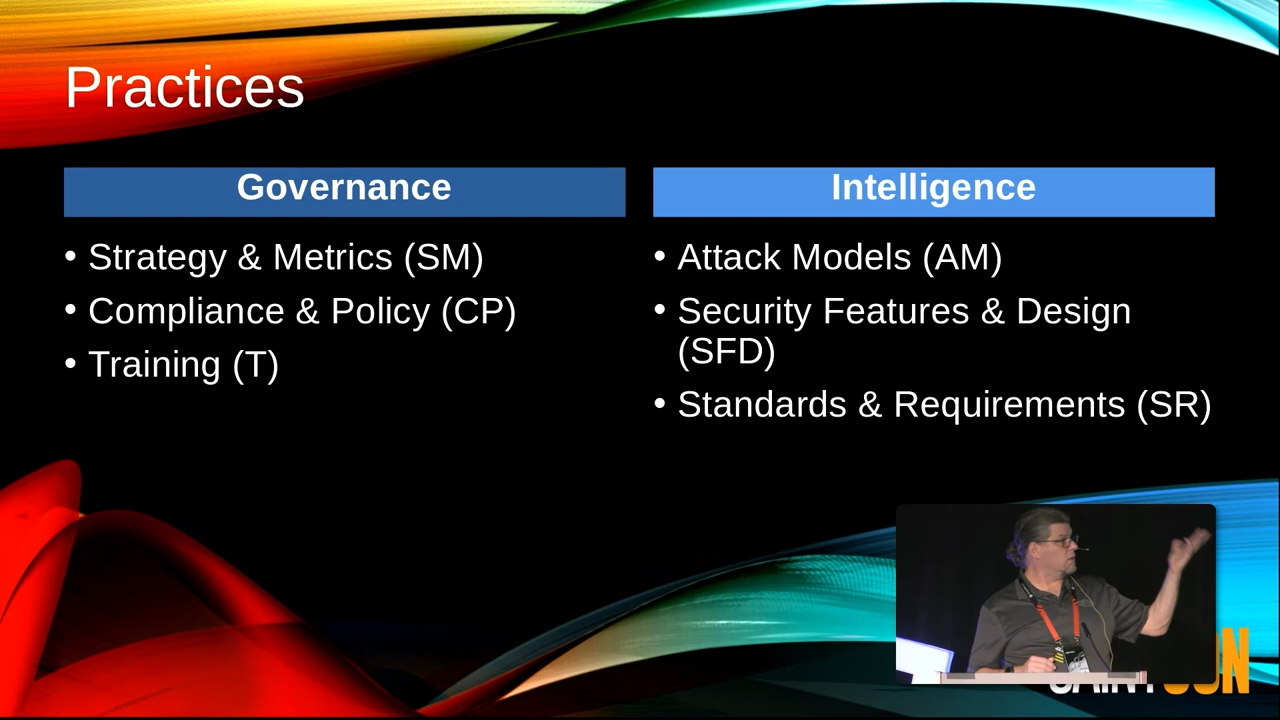 Practices
Governance
Strategy & Metrics (SM)
Compliance & Policy (CP)
Training (T)
Intelligence
Attack Models (AM)
Security Features & Design
(SFD)
Standards & Requirements (SR)